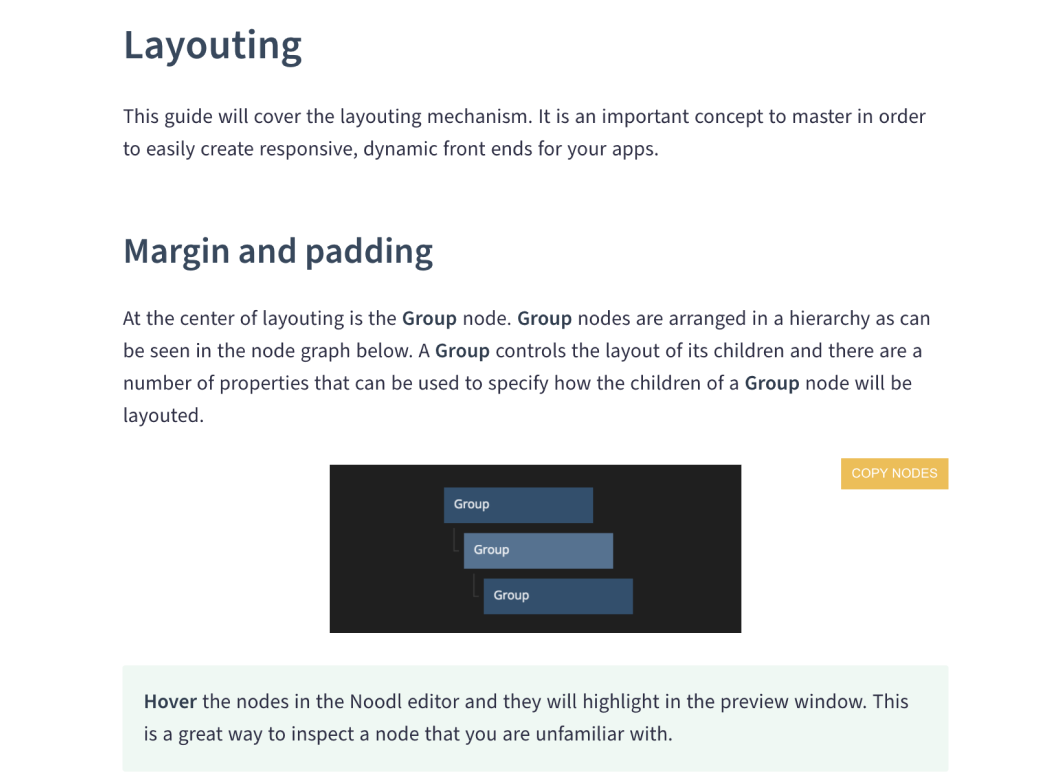 Layouting
This guide will cover the layouting mechanism. It is an important concept to master in order
to easily create responsive, dynamic front ends for your apps.
Margin and padding
At the center of layouting is the Group node. Group nodes are arranged in a hierarchy as can
be seen in the node graph below. A Group controls the layout of its children and there are a
number of properties that can be used to specify how the children of a Group node will be
layouted.
COPY NODES
Group
Group
Group
Hover the nodes in the Noodl editor and they will highlight in the preview window. This
is a great way to inspect a node that you are unfamiliar with.